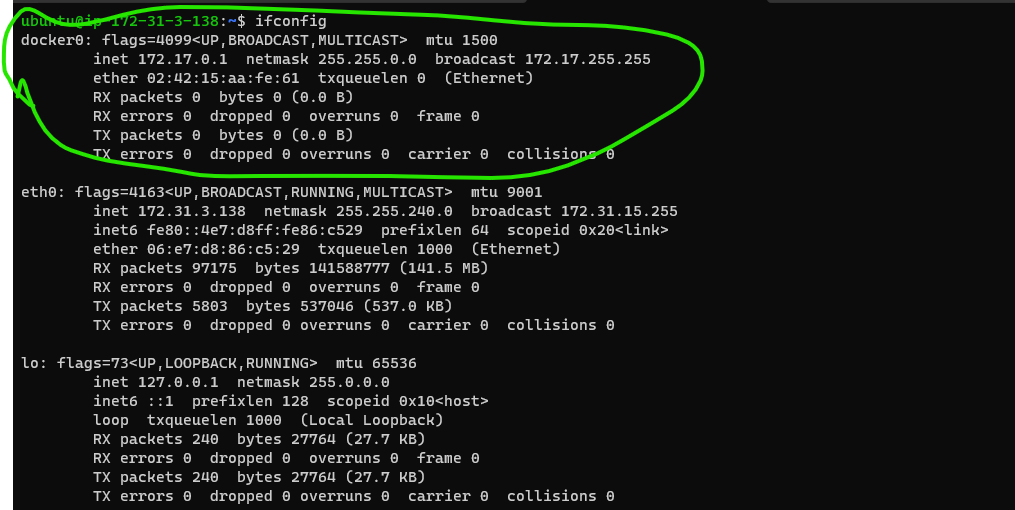 ubuntu@ip-172-31-3-138:~$ ifconfig
docker0: flags=4099<UP,BROADCAST,MULTICAST>  mtu 1500
        inet 172.17.0.1  netmask 255.255.0.0  broadcast 172.17.255.255
        ether 02:42:15:aa:fe:61  txqueuelen 0  (Ethernet)
        RX packets 0  bytes 0 (0.0 B)
        RX errors 0  dropped 0  overruns 0  frame 0
        TX packets 0  bytes 0 (0.0 B)
        TX errors 0  dropped 0 overruns 0  carrier 0  collisions 0

eth0: flags=4163<UP,BROADCAST,RUNNING,MULTICAST>  mtu 9001
        inet 172.31.3.138  netmask 255.255.240.0  broadcast 172.31.15.255
        inet6 fe80::4e7:d8ff:fe86:c529  prefixlen 64  scopeid 0x20<link>
        ether 06:e7:d8:86:c5:29  txqueuelen 1000  (Ethernet)
        RX packets 97175  bytes 141588777 (141.5 MB)
        RX errors 0  dropped 0  overruns 0  frame 0
        TX packets 5803  bytes 537046 (537.0 KB)
        TX errors 0  dropped 0 overruns 0  carrier 0  collisions 0

lo: flags=73<UP,LOOPBACK,RUNNING>  mtu 65536
        inet 127.0.0.1  netmask 255.0.0.0
        inet6 ::1  prefixlen 128  scopeid 0x10<host>
        loop  txqueuelen 1000  (Local Loopback)
        RX packets 240  bytes 27764 (27.7 KB)
        RX errors 0  dropped 0  overruns 0  frame 0
        TX packets 240  bytes 27764 (27.7 KB)
        TX errors 0  dropped 0 overruns 0  carrier 0  collisions 0